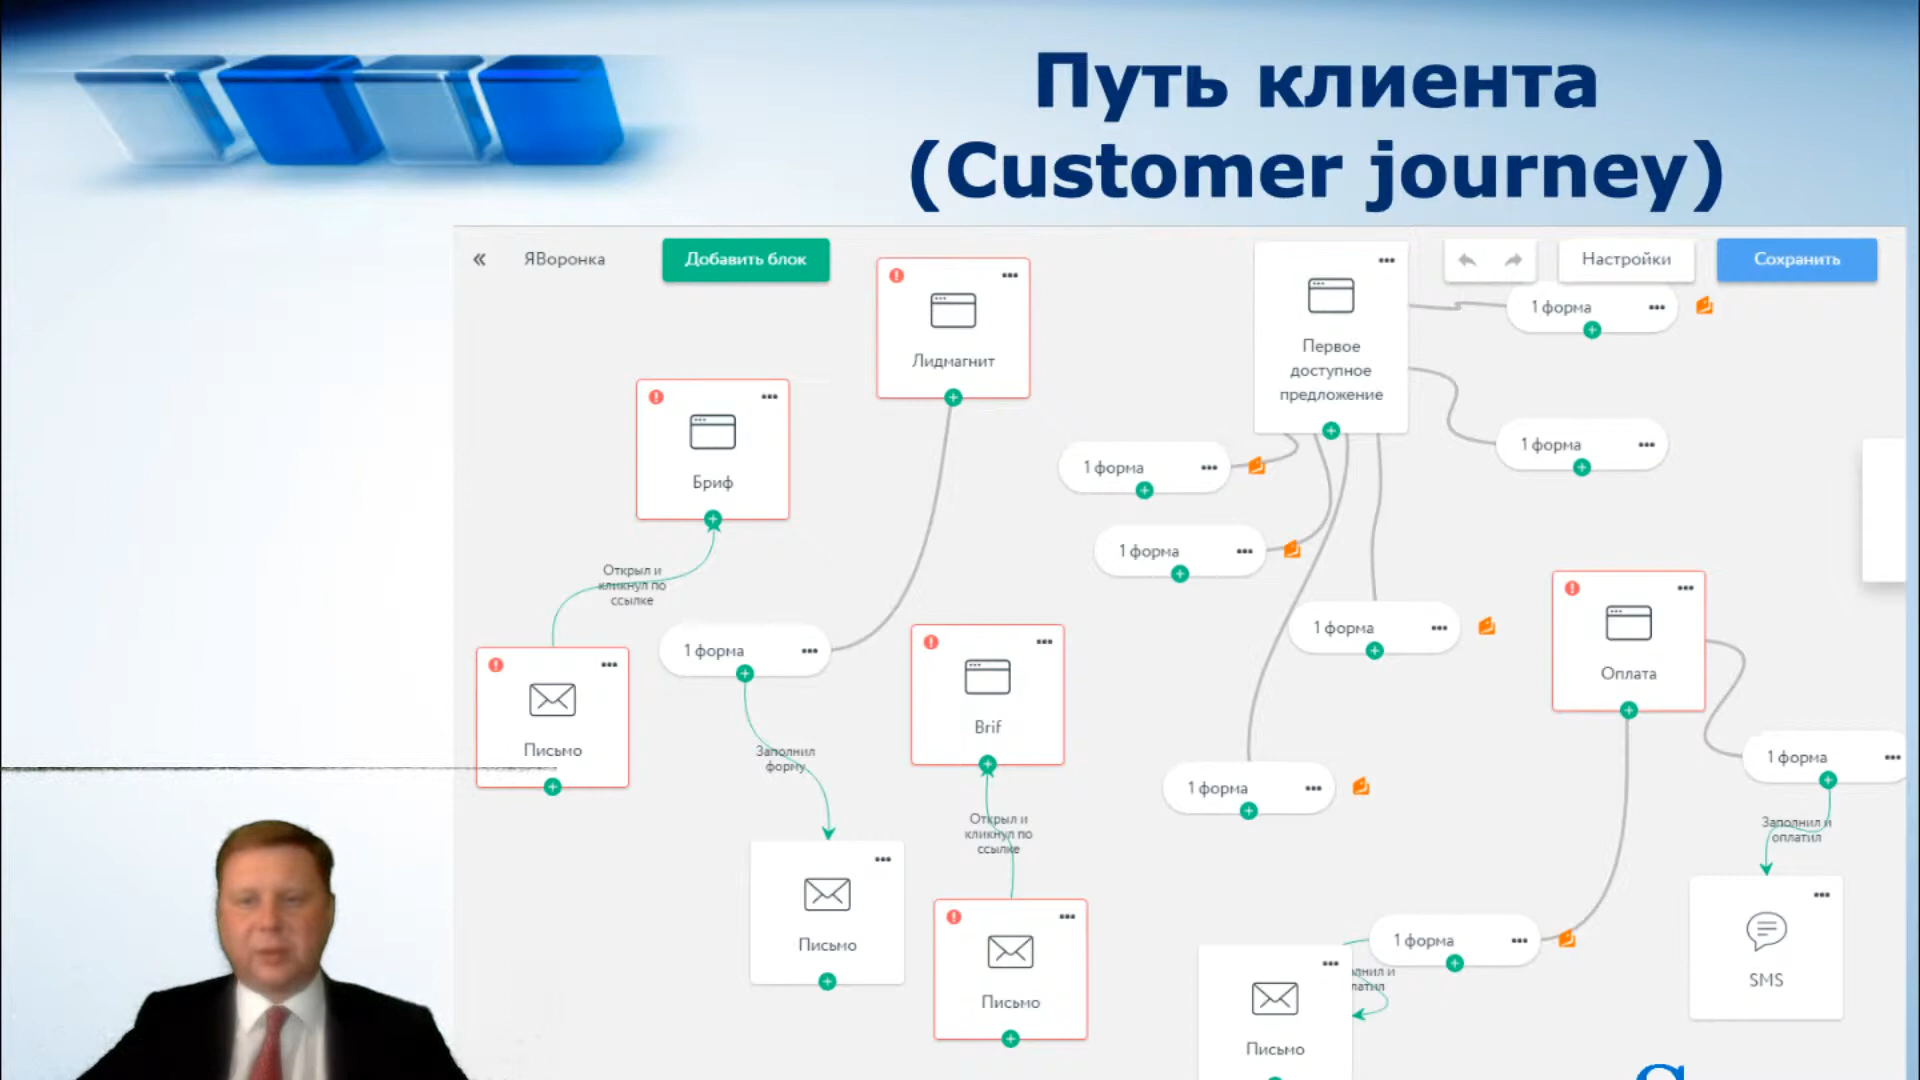 Путь клиента
(Customer journey)
« ЯВоронка
Добавить блок
Настройки
Сохранить
Лидмагнит
Первое
доступное
предложение
1 форма
1 форма
1 форма
1 форма
1 форма
1 форма
Бриф
Открыл и
кликнул по
ссылке
Письмо
1 форма
Заполнил
форму
Письмо
Brif
Открыл и
кликнул по
ссылке
Письмо
Оплата
1 форма
Заполнил и
оплатил
SMS
1 форма
лнил и
латил
Письмо